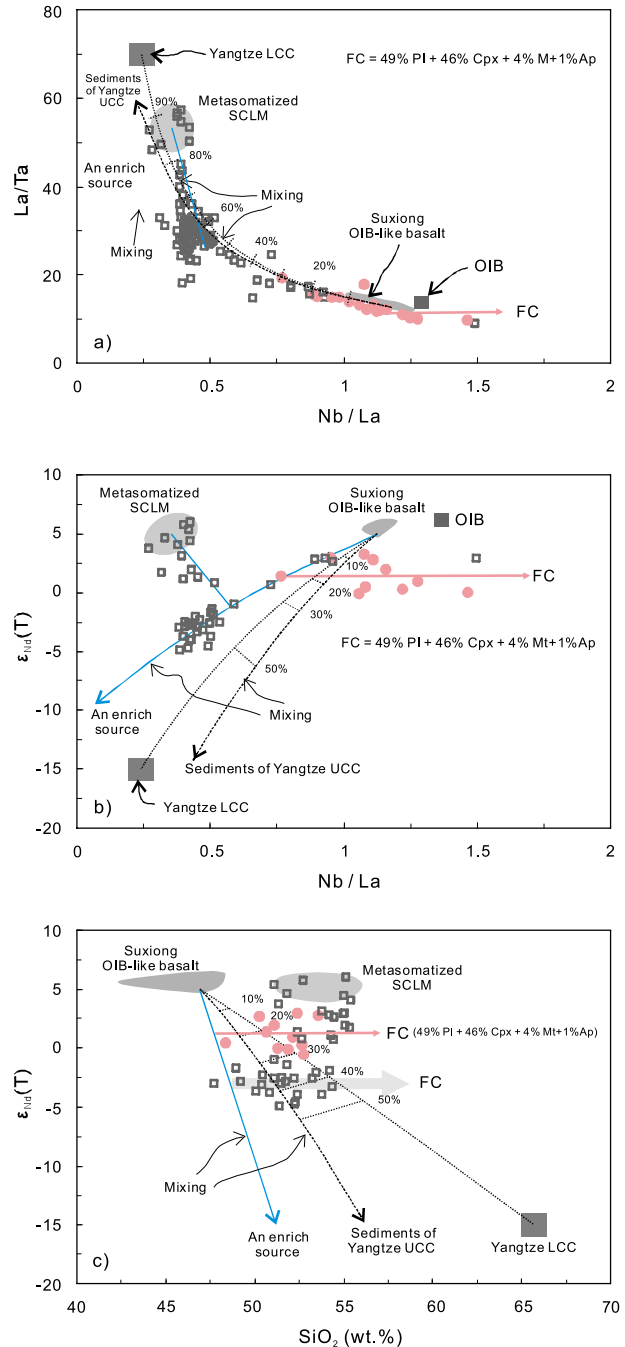 80
60
40
20
0
La/Ta
Yangtze LCC
FC = 49% Pl + 46% Cpx + 4% M+1%Ap
Sediments
of Yangtze
UCC
90%
Metasomatized
SCLM
80%
An enrich
source
Mixing
Mixing
60%
40%
20%
Suxiong
OIB-like basalt
OIB
FC
a)
0
0.5
1
1.5
2
Nb / La
10
5
0
-5
-10
-15
-20
εNd(T)
Metasomatized
SCLM
Suxiong
OIB-like basalt
OIB
10%
20%
FC
30%
FC = 49% Pl + 46% Cpx + 4% Mt+1%Ap
50%
An enrich
source
Mixing
Sediments of Yangtze UCC
Yangtze LCC
b)
0
0.5
1
1.5
2
Nb / La
10
5
0
-5
-10
-15
-20
εNd(T)
Suxiong
OIB-like basalt
Metasomatized
SCLM
10%
20%
FC (49% Pl + 46% Cpx + 4% Mt+1%Ap)
30%
40%
FC
50%
Mixing
An enrich
source
Sediments of
Yangtze UCC
Yangtze LCC
c)
40
45
50
55
60
65
70
SiO2 (wt.%)